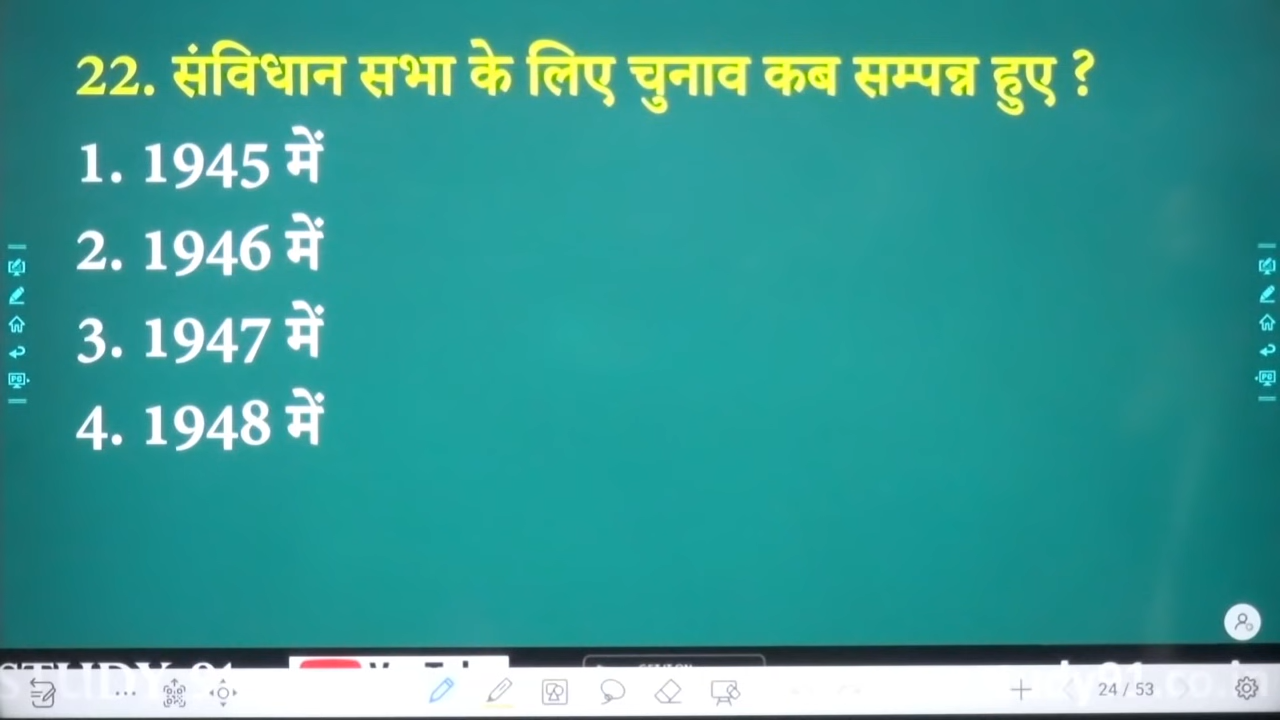 22. संविधान सभा के लिए चुनाव कब सम्पन्न हुए ?
1. 1945 में
2. 1946 में
3. 1947 में
4. 1948 में
24 / 53